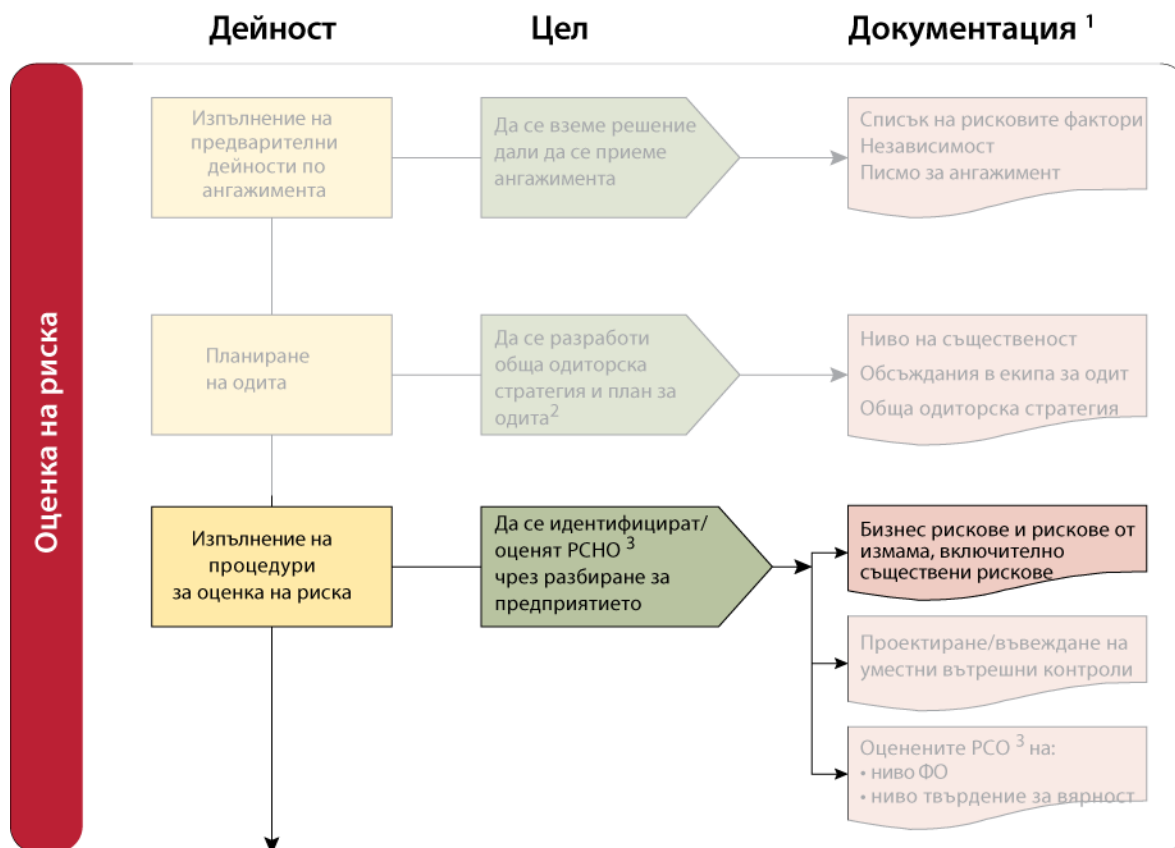 Дейност
Цел
Документация ¹
Оценка на риска
Изпълнение на
предварителни
дейности по
ангажимента
Да се вземе решение
дали да се приеме
ангажимента
Списък на рисковите фактори
Независимост
Писмо за ангажимент
Планиране
на одита
Да се разработи
обща одиторска
стратегия и план за
одита²
Ниво на същественост
Обсъждания в екипа за одит
Обща одиторска стратегия
Изпълнение на
процедури
за оценка на риска
Да се идентифицират/
оценят РСНО ³
чрез разбиране за
предприятието
Бизнес рискове и рискове от
измама, включително
съществени рискове
Проектиране/въвеждане на
уместни вътрешни контроли
Оценените РСО ³ на:
• ниво ФО
• ниво твърдение за вярност